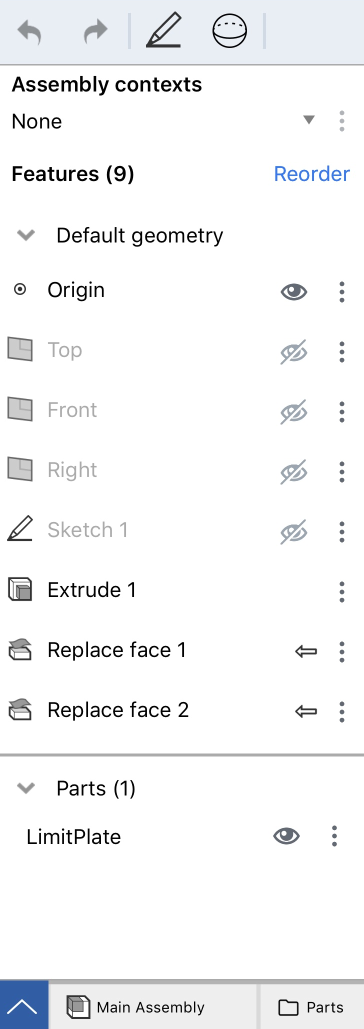 Assembly contexts
None
Features (9)
Reorder
Default geometry
Origin
Top
Front
Right
Sketch 1
Extrude 1
Replace face 1
Replace face 2
Parts (1)
LimitPlate
Main Assembly
Parts